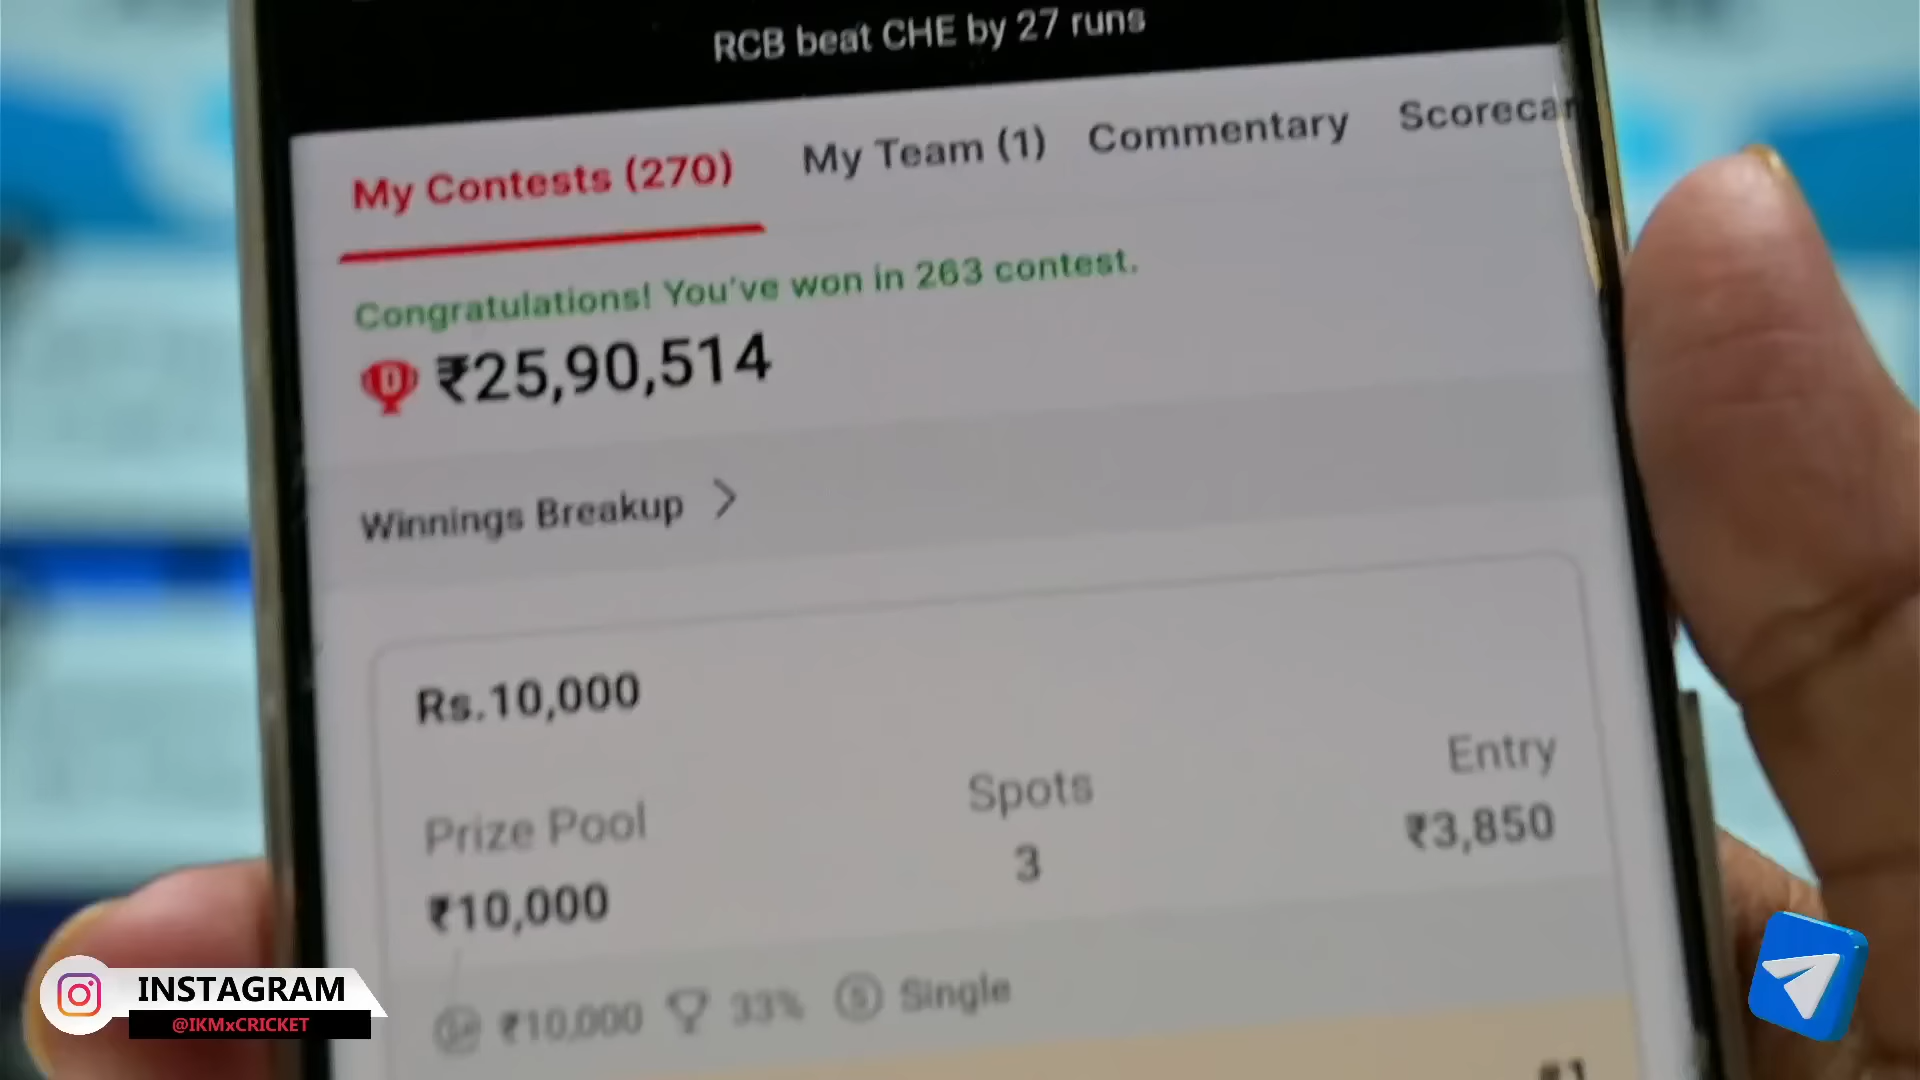 RCB beat CHE by 27 runs
My Contests (270) My Team (1) Commentary Scorecar
Congratulations! You've won in 263 contest.
₹25,90,514
Winnings Breakup
Rs.10,000
Prize Pool Spots Entry
₹10,000 3 ₹3,850
₹10,000 33% S Single
#1
INSTAGRAM
@IKMxCRICKET